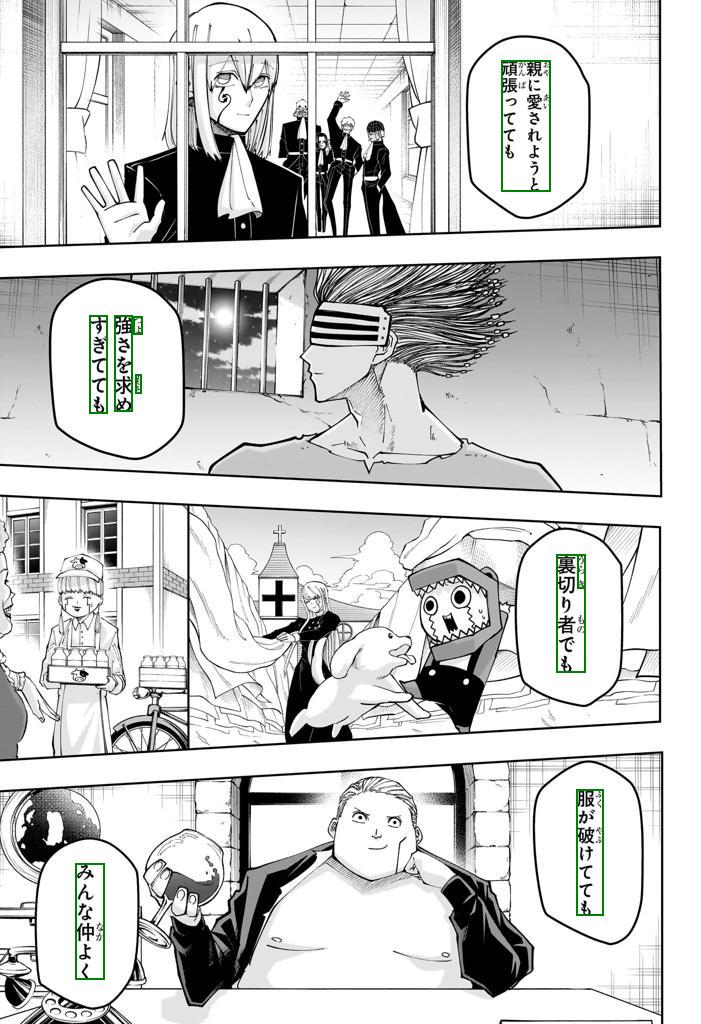 親に愛されようと
頑張ってても
強さを求め
すぎてても
裏切り者でも
服が破けてても
みんな仲よく